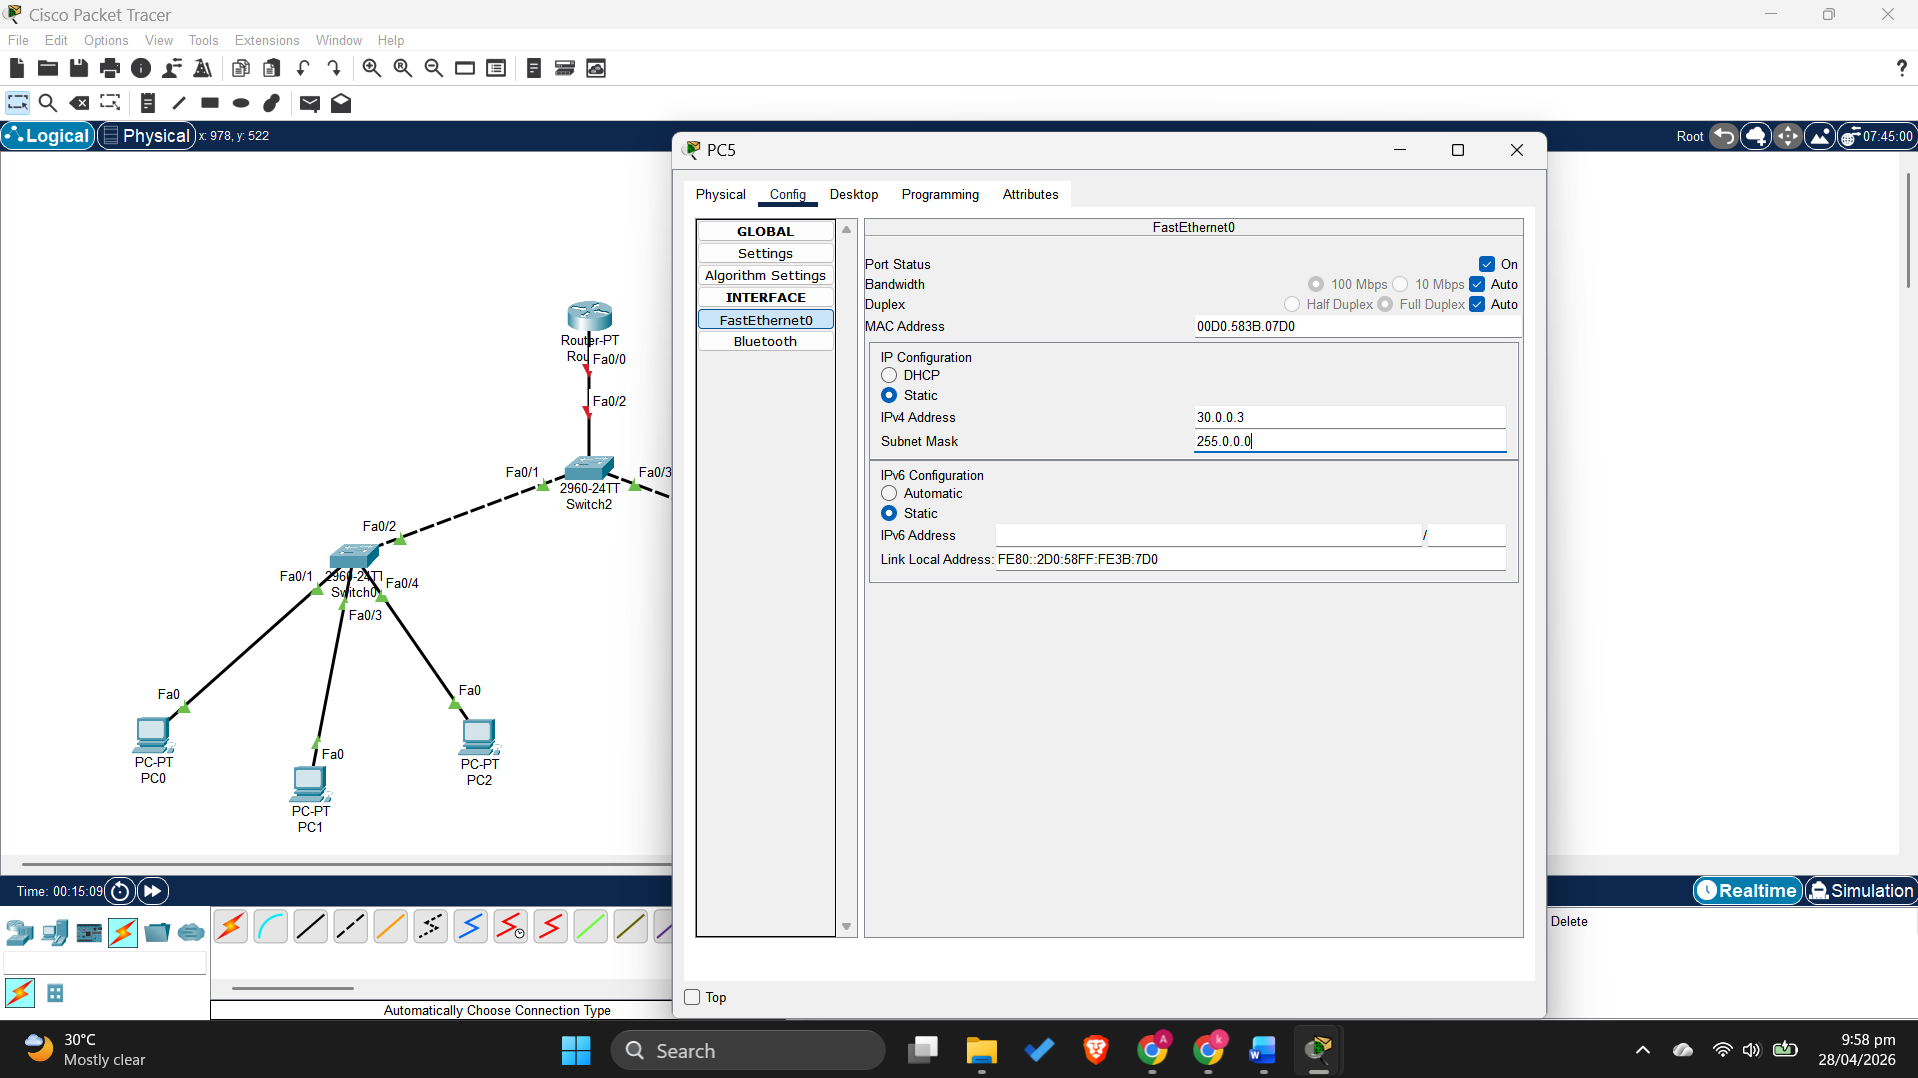 Cisco Packet Tracer
File Edit Options View Tools Extensions Window Help
?
Logical Physical x: 978, y: 522
Root 07:45:00
PC5
Physical Config Desktop Programming Attributes
GLOBAL
Settings
Algorithm Settings
INTERFACE
FastEthernet0
Bluetooth
FastEthernet0
Port Status On
Bandwidth 100 Mbps 10 Mbps Auto
Duplex Half Duplex Full Duplex Auto
MAC Address 00D0.583B.07D0
IP Configuration
DHCP
Static
IPv4 Address 30.0.0.3
Subnet Mask 255.0.0.0
IPv6 Configuration
Automatic
Static
IPv6 Address /
Link Local Address: FE80::2D0:58FF:FE3B:7D0
Top
Router-PT
Rou Fa0/0
Fa0/2
Fa0/1 Fa0/3
2960-24TT
Switch2
Fa0/2
Fa0/1 2960-24TT Fa0/4
Switch0
Fa0/3
Fa0 Fa0
PC-PT
PC0
Fa0
PC-PT
PC2
PC-PT
PC1
Time: 00:15:09
Realtime Simulation
Delete
Automatically Choose Connection Type
30°C
Mostly clear
Search
A
k
W
9:58 pm
28/04/2026